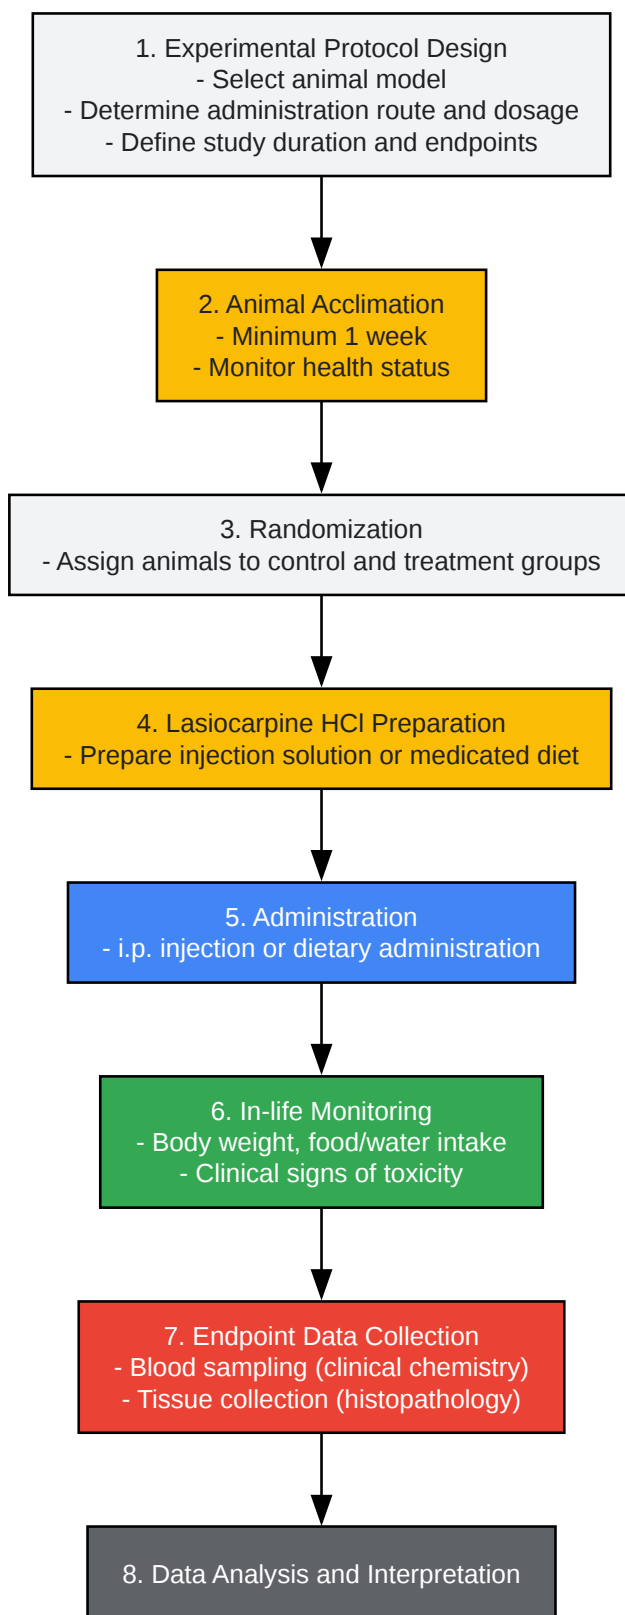 1. Experimental Protocol Design
- Select animal model
- Determine administration route and dosage
- Define study duration and endpoints
2. Animal Acclimation
- Minimum 1 week
- Monitor health status
3. Randomization
- Assign animals to control and treatment groups
4. Lasiocarpine HCl Preparation
- Prepare injection solution or medicated diet
5. Administration
- i.p. injection or dietary administration
6. In-life Monitoring
- Body weight, food/water intake
- Clinical signs of toxicity
7. Endpoint Data Collection
- Blood sampling (clinical chemistry)
- Tissue collection (histopathology)
8. Data Analysis and Interpretation